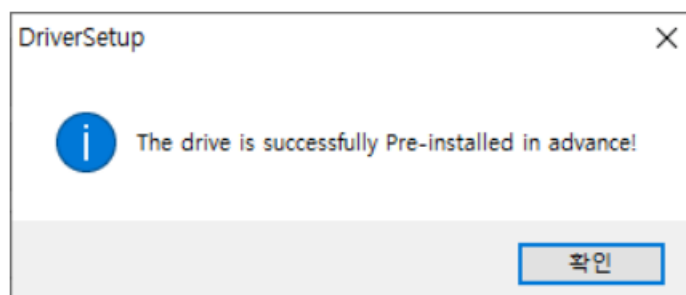 DriverSetup
The drive is successfully Pre-installed in advance!
확인